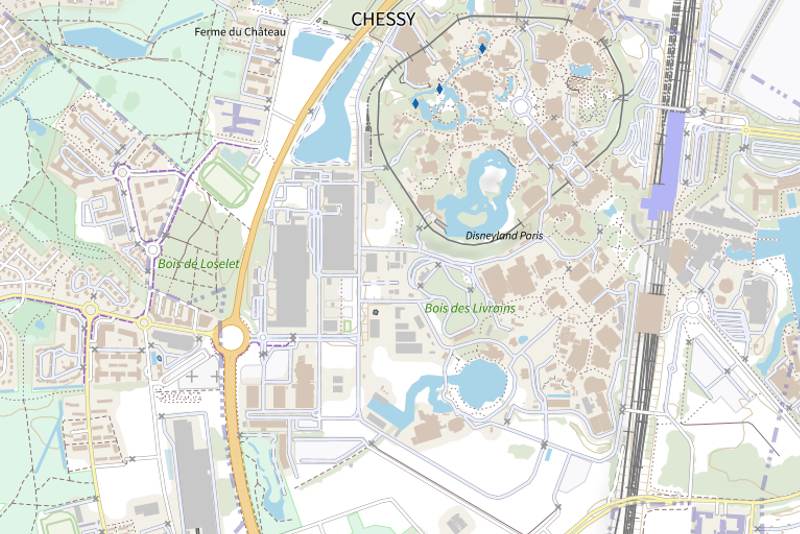 CHESSY
Ferme du Château
Disneyland Paris
Bois de Loselet
Bois des Livrains